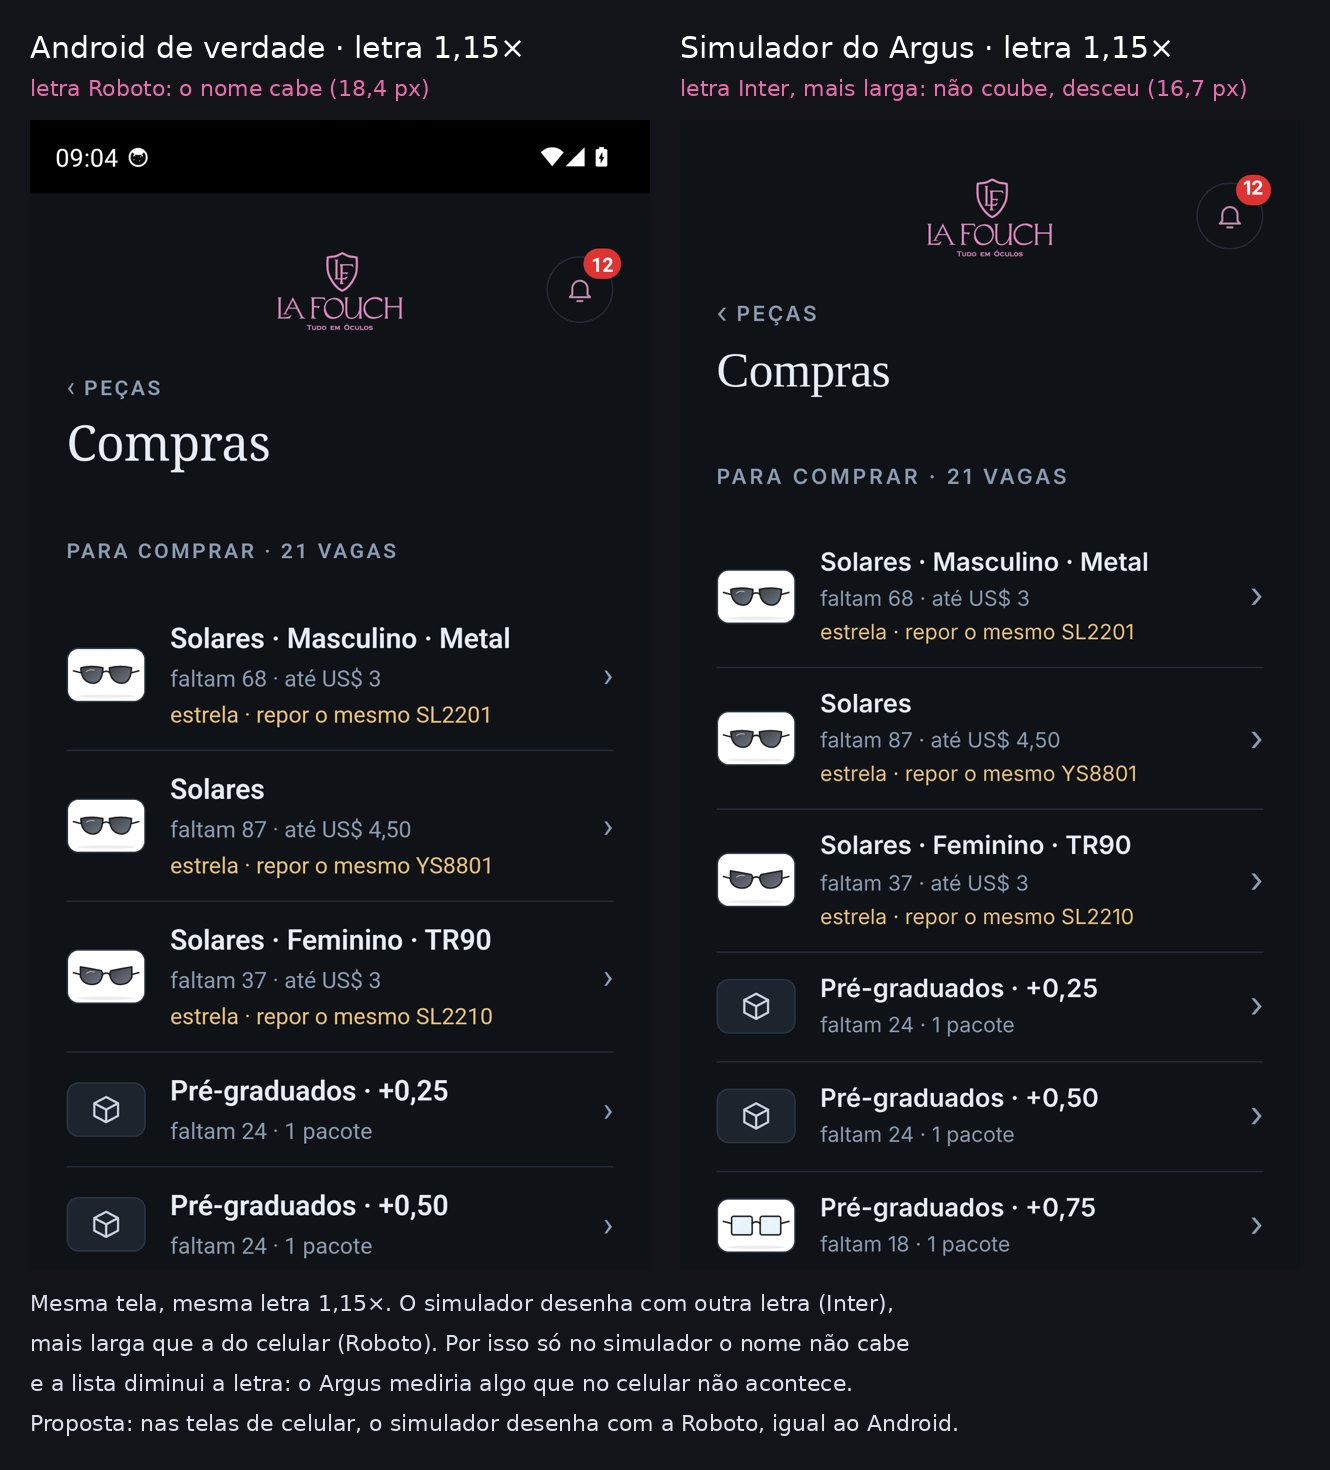 Android de verdade · letra 1,15×
letra Roboto: o nome cabe (18,4 px)
09:04
LF
LA FOUCH
TUDO EM ÓCULOS
12
‹ PEÇAS
Compras
PARA COMPRAR · 21 VAGAS
Solares · Masculino · Metal
faltam 68 · até US$ 3
estrela · repor o mesmo SL2201
›
Solares
faltam 87 · até US$ 4,50
estrela · repor o mesmo YS8801
›
Solares · Feminino · TR90
faltam 37 · até US$ 3
estrela · repor o mesmo SL2210
›
Pré-graduados · +0,25
faltam 24 · 1 pacote
›
Pré-graduados · +0,50
faltam 24 · 1 pacote
›
Simulador do Argus · letra 1,15×
letra Inter, mais larga: não coube, desceu (16,7 px)
LF
LA FOUCH
TUDO EM ÓCULOS
12
‹ PEÇAS
Compras
PARA COMPRAR · 21 VAGAS
Solares · Masculino · Metal
faltam 68 · até US$ 3
estrela · repor o mesmo SL2201
›
Solares
faltam 87 · até US$ 4,50
estrela · repor o mesmo YS8801
›
Solares · Feminino · TR90
faltam 37 · até US$ 3
estrela · repor o mesmo SL2210
›
Pré-graduados · +0,25
faltam 24 · 1 pacote
›
Pré-graduados · +0,50
faltam 24 · 1 pacote
›
Pré-graduados · +0,75
faltam 18 · 1 pacote
›
Mesma tela, mesma letra 1,15×. O simulador desenha com outra letra (Inter),
mais larga que a do celular (Roboto). Por isso só no simulador o nome não cabe
e a lista diminui a letra: o Argus mediria algo que no celular não acontece.
Proposta: nas telas de celular, o simulador desenha com a Roboto, igual ao Android.